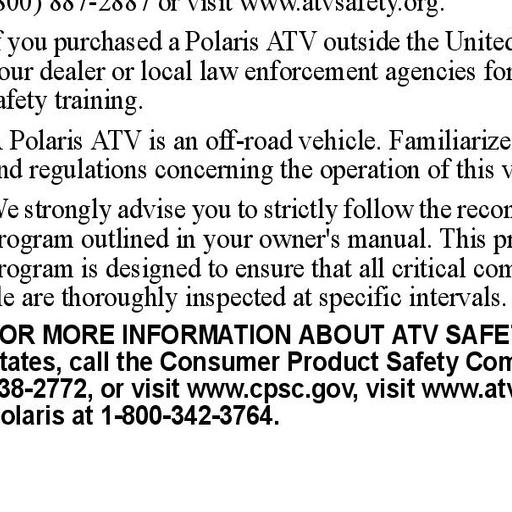 800) 887-2887 or visit www.atvsafety.org.
f you purchased a Polaris ATV outside the United
our dealer or local law enforcement agencies for
afety training.
Polaris ATV is an off-road vehicle. Familiarize
nd regulations concerning the operation of this v
We strongly advise you to strictly follow the recom
rogram outlined in your owner's manual. This pr
rogram is designed to ensure that all critical com
le are thoroughly inspected at specific intervals.
OR MORE INFORMATION ABOUT ATV SAFE
tates, call the Consumer Product Safety Com
38-2772, or visit www.cpsc.gov, visit www.atv
olaris at 1-800-342-3764.